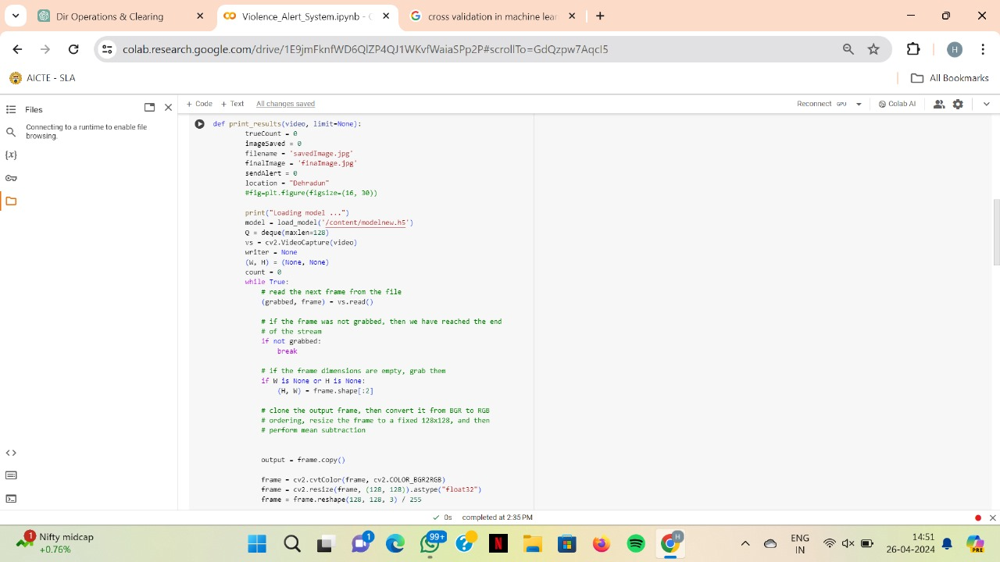 Dir Operations & Clearing
Violence_Alert_System.ipynb - C
cross validation in machine lear
colab.research.google.com/drive/1E9jmFknfWD6QlZP4QJ1WKvfWaiaSPp2P#scrollTo=GdQzpw7AqcI5
H
AICTE - SLA
All Bookmarks
Files
+ Code + Text All changes saved
Reconnect GPU
Colab AI
Connecting to a runtime to enable file
browsing.
{x}
def print_results(video, limit=None):
trueCount = 0
imageSaved = 0
filename = 'savedImage.jpg'
finalImage = 'finaImage.jpg'
sendAlert = 0
location = "Dehradun"
#fig=plt.figure(figsize=(16, 30))
print("Loading model ...")
model = load_model('/content/modelnew.h5')
Q = deque(maxlen=128)
vs = cv2.VideoCapture(video)
writer = None
(W, H) = (None, None)
count = 0
while True:
# read the next frame from the file
(grabbed, frame) = vs.read()
# if the frame was not grabbed, then we have reached the end
# of the stream
if not grabbed:
break
# if the frame dimensions are empty, grab them
if W is None or H is None:
(H, W) = frame.shape[:2]
# clone the output frame, then convert it from BGR to RGB
# ordering, resize the frame to a fixed 128x128, and then
# perform mean subtraction
output = frame.copy()
frame = cv2.cvtColor(frame, cv2.COLOR_BGR2RGB)
frame = cv2.resize(frame, (128, 128)).astype("float32")
frame = frame.reshape(128, 128, 3) / 255
<>
0s completed at 2:35 PM
1
Nifty midcap
+0.76%
1
99+
N
H
ENG
IN
14:51
26-04-2024
PRE